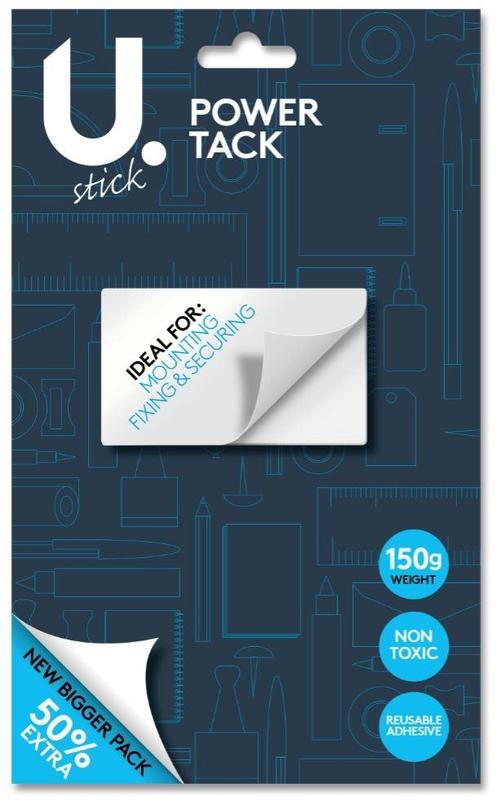 U.
stick
POWER
TACK
IDEAL FOR:
MOUNTING
FIXING & SECURING
150g
WEIGHT
NON
TOXIC
REUSABLE
ADHESIVE
NEW BIGGER PACK
50%
EXTRA